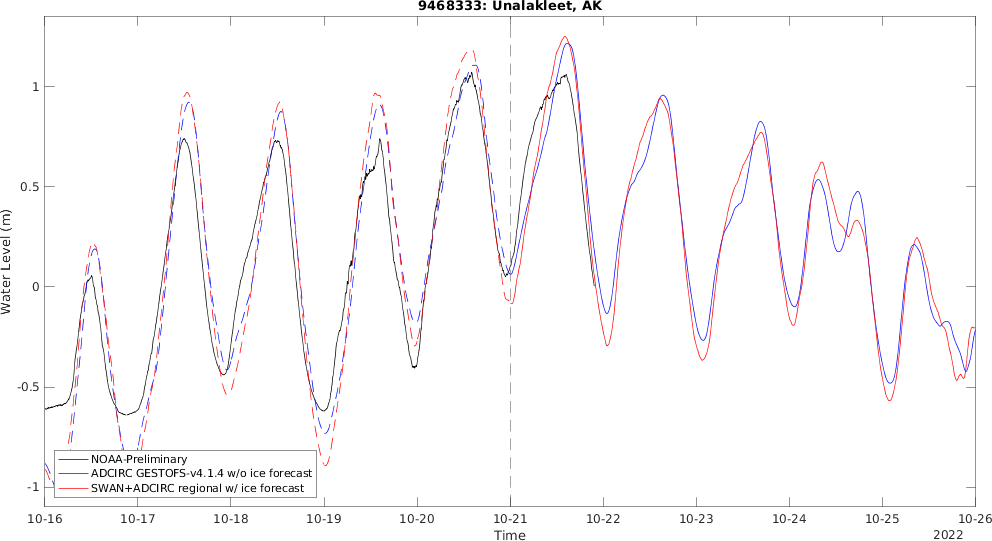 9468333: Unalakleet, AK
Water Level (m)
1
0.5
0
-0.5
-1
NOAA-Preliminary
ADCIRC GESTOFS-v4.1.4 w/o ice forecast
SWAN+ADCIRC regional w/ ice forecast
10-16 10-17 10-18 10-19 10-20 10-21 10-22 10-23 10-24 10-25 10-26
Time
2022